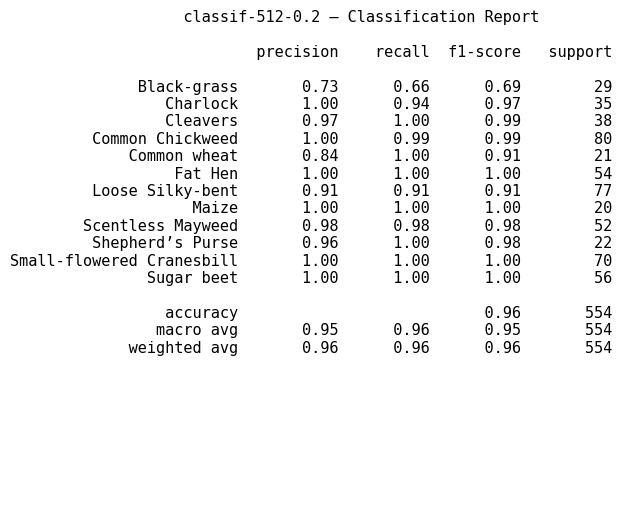 classif-512-0.2 — Classification Report
precision recall f1-score support
Black-grass 0.73 0.66 0.69 29
Charlock 1.00 0.94 0.97 35
Cleavers 0.97 1.00 0.99 38
Common Chickweed 1.00 0.99 0.99 80
Common wheat 0.84 1.00 0.91 21
Fat Hen 1.00 1.00 1.00 54
Loose Silky-bent 0.91 0.91 0.91 77
Maize 1.00 1.00 1.00 20
Scentless Mayweed 0.98 0.98 0.98 52
Shepherd’s Purse 0.96 1.00 0.98 22
Small-flowered Cranesbill 1.00 1.00 1.00 70
Sugar beet 1.00 1.00 1.00 56
accuracy 0.96 554
macro avg 0.95 0.96 0.95 554
weighted avg 0.96 0.96 0.96 554